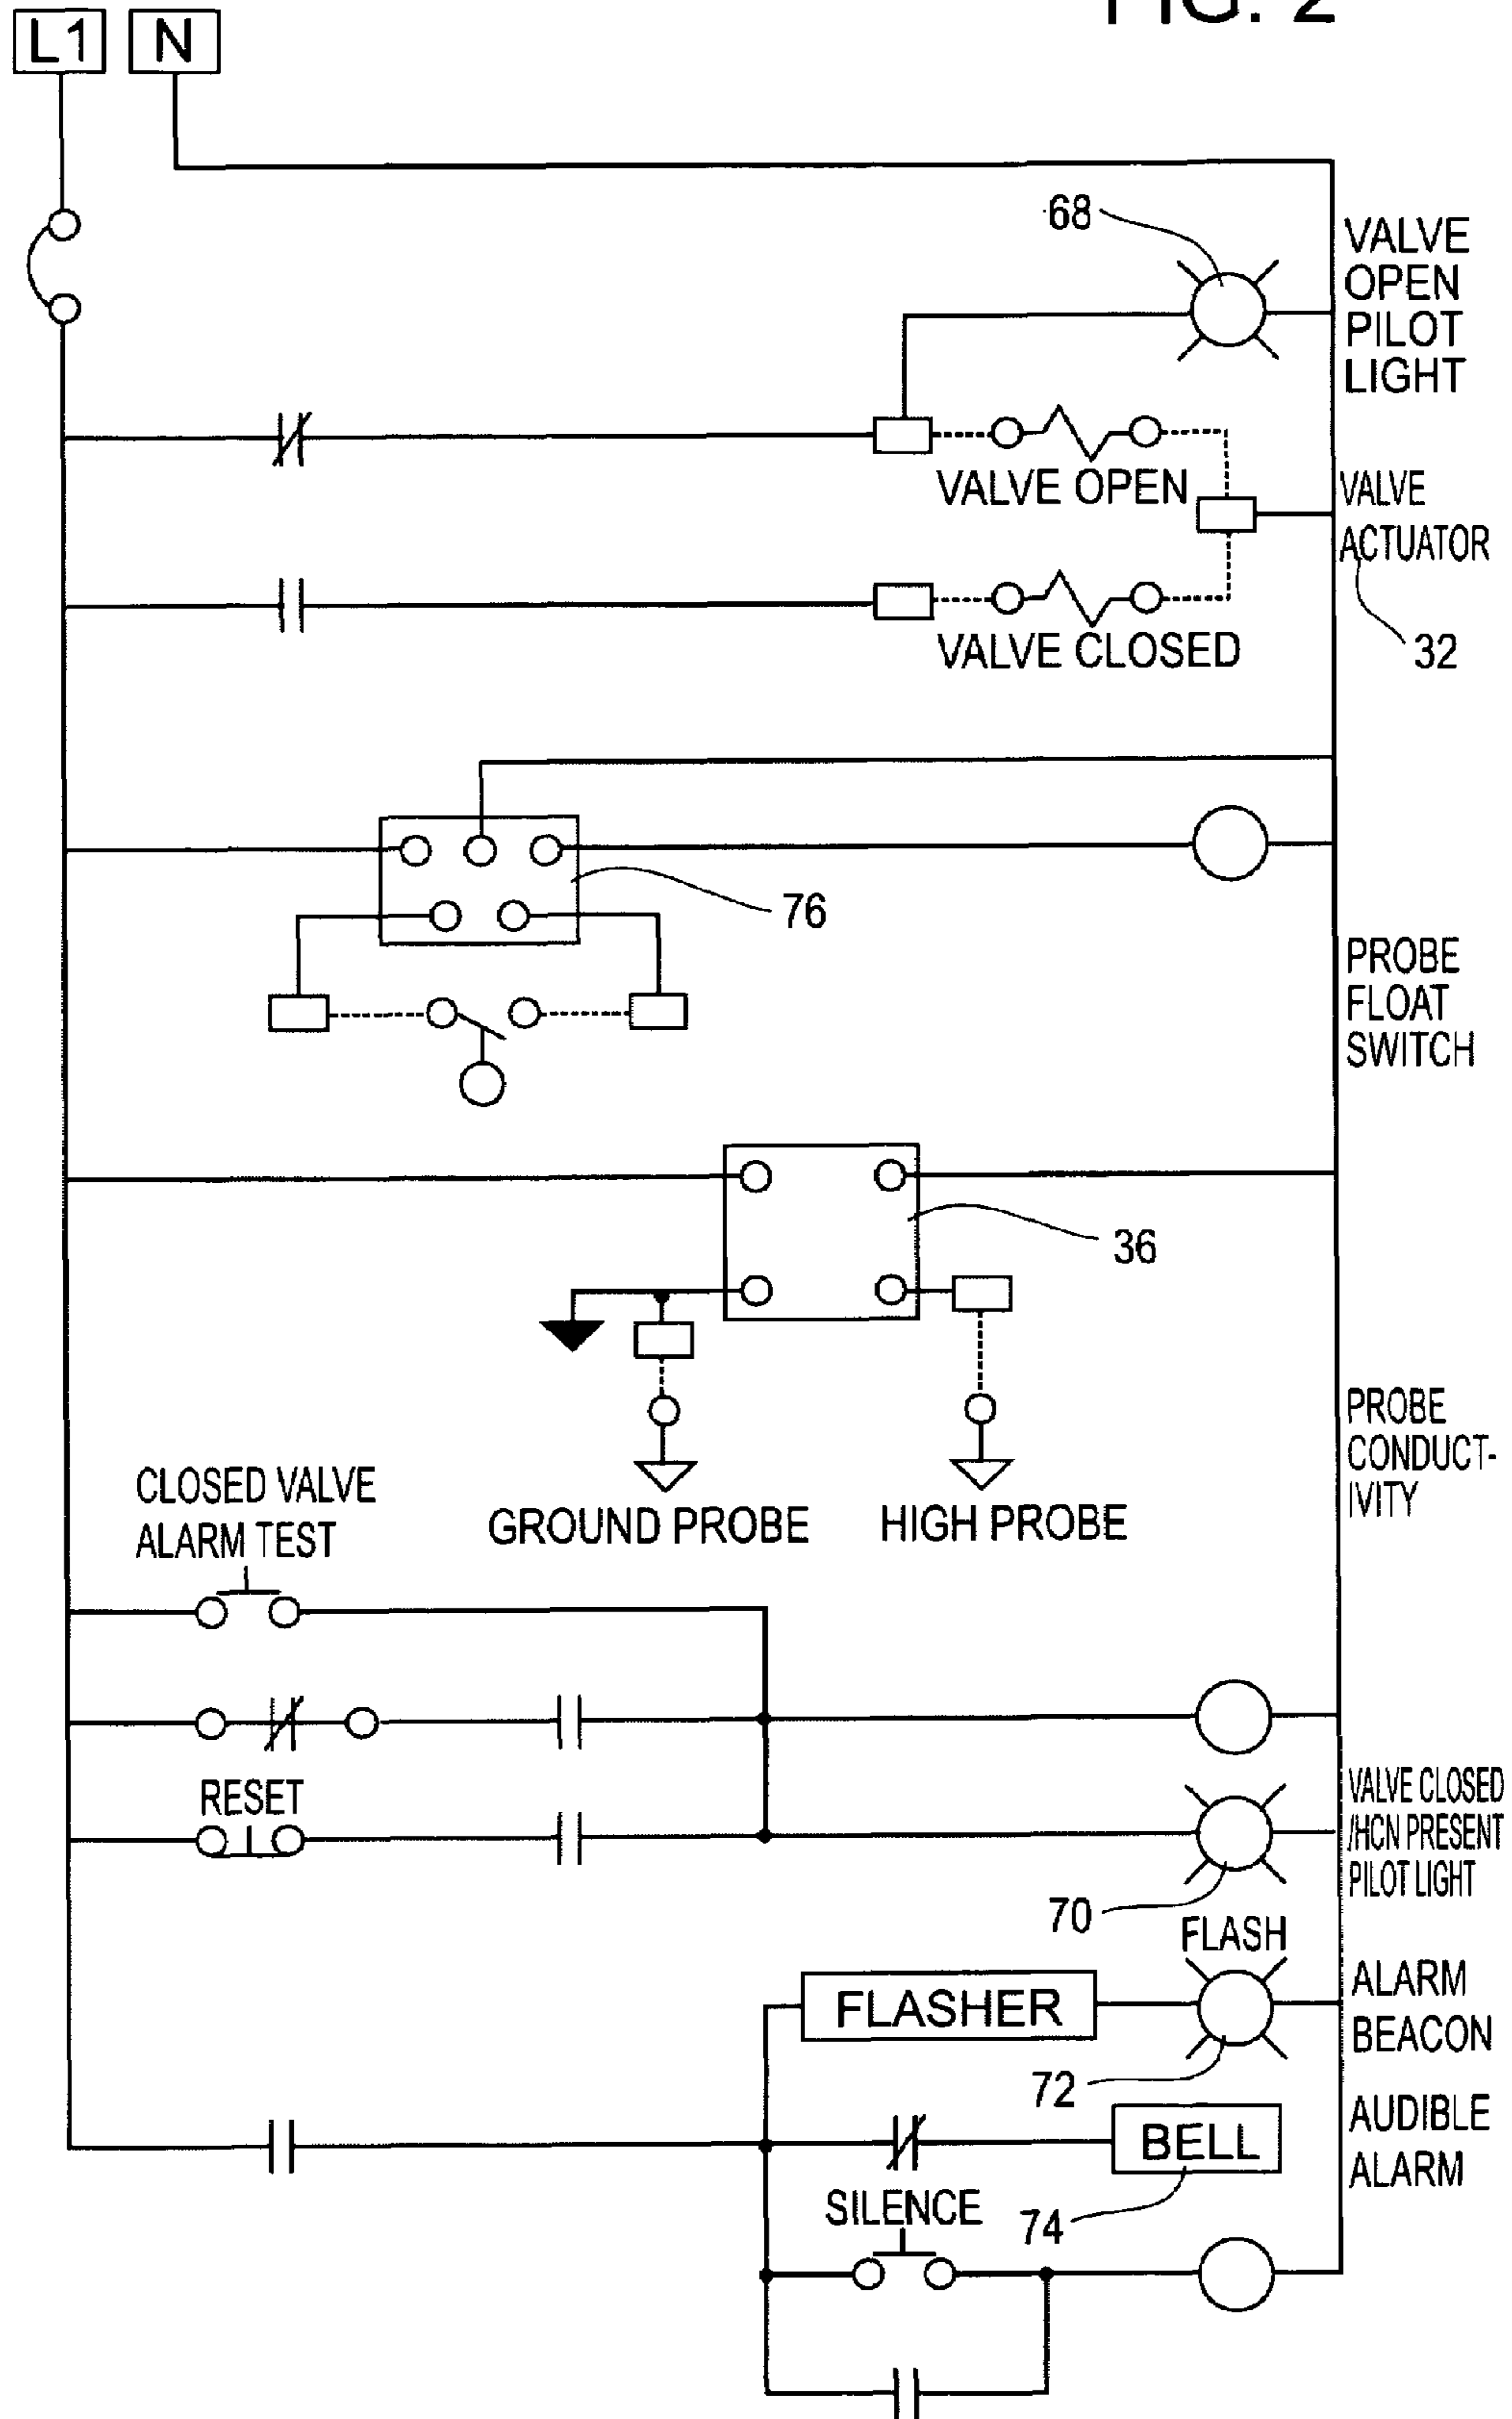 FIG. 2
L1
N
68
VALVE
OPEN
PILOT
LIGHT
VALVE OPEN
VALVE
ACTUATOR
32
VALVE CLOSED
76
PROBE
FLOAT
SWITCH
36
PROBE
CONDUCT-
IVITY
GROUND PROBE
HIGH PROBE
CLOSED VALVE
ALARM TEST
RESET
VALVE CLOSED
/HCN PRESENT
PILOT LIGHT
70
FLASH
FLASHER
ALARM
BEACON
72
BELL
AUDIBLE
ALARM
SILENCE
74